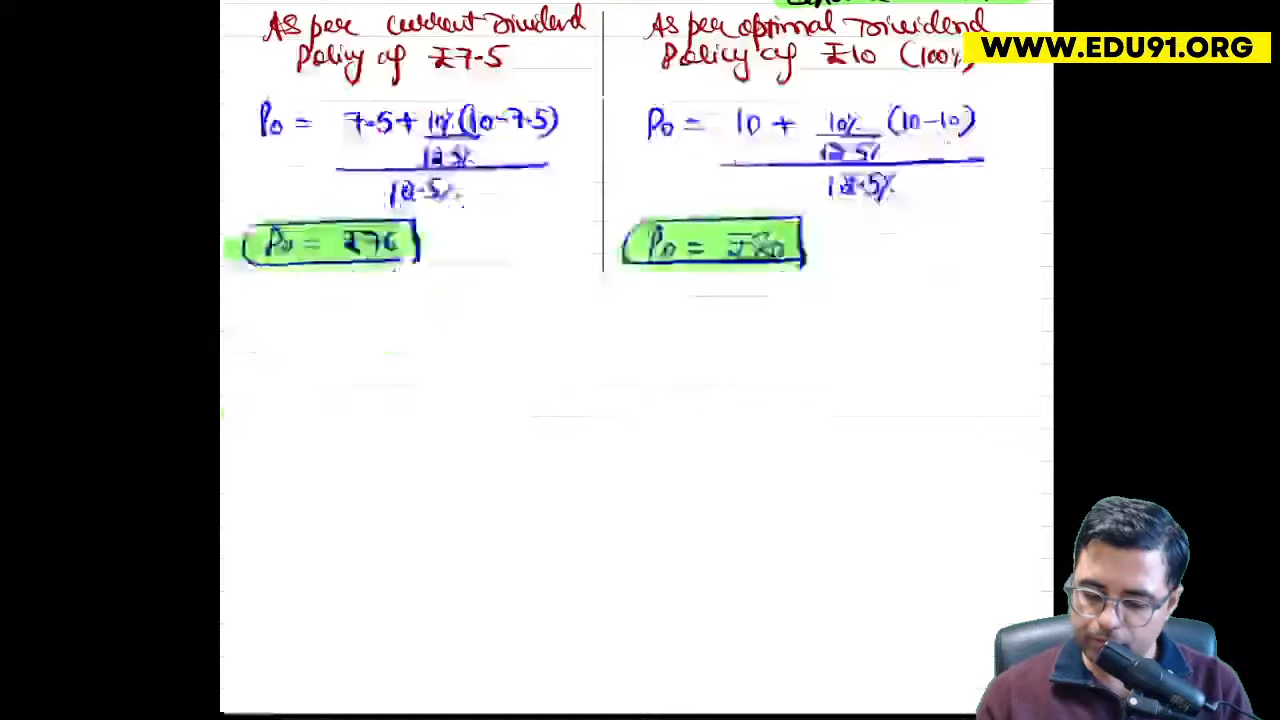 As per current Dividend
Policy of ₹7.5
P0 = 7.5 + 10% (10-7.5)
12.5%
12.5%
P0 = ₹76
As per optimal Dividend
Policy of ₹10 (100%)
P0 = 10 + 10% (10-10)
12.5%
12.5%
P0 = ₹80
WWW.EDU91.ORG